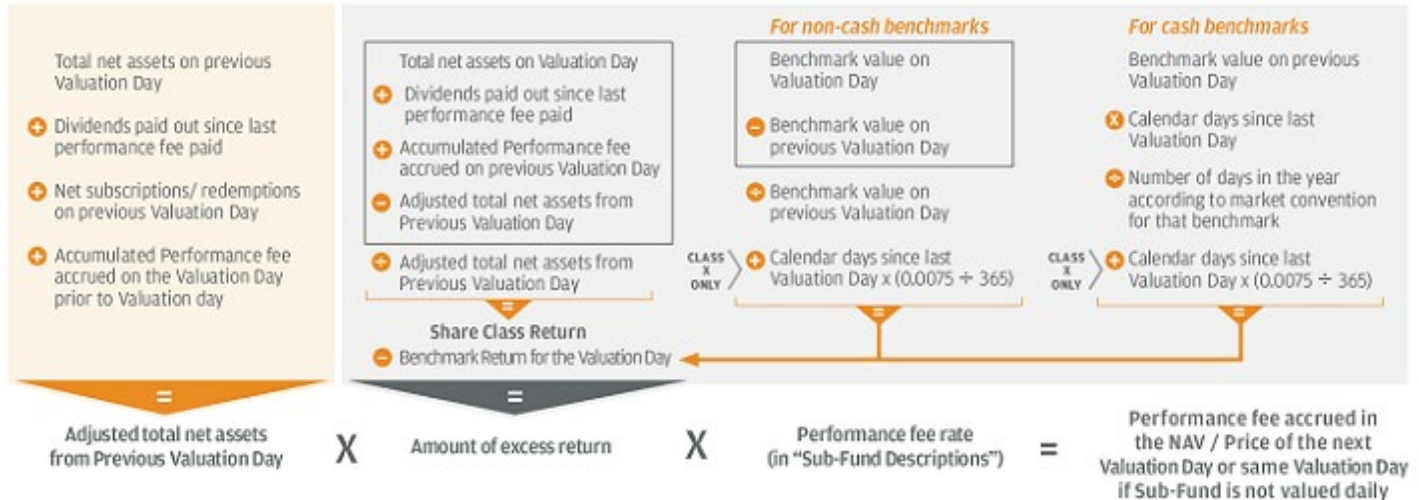 Total net assets on previous
Valuation Day
+ Dividends paid out since last
performance fee paid
+ Net subscriptions/ redemptions
on previous Valuation Day
+ Accumulated Performance fee
accrued on the Valuation Day
prior to Valuation day
=
Adjusted total net assets
from Previous Valuation Day
X
Total net assets on Valuation Day
+ Dividends paid out since last
performance fee paid
+ Accumulated Performance fee
accrued on previous Valuation Day
− Adjusted total net assets from
Previous Valuation Day
÷ Adjusted total net assets from
Previous Valuation Day
=
Share Class Return
− Benchmark Return for the Valuation Day
=
Amount of excess return
For non-cash benchmarks
Benchmark value on
Valuation Day
− Benchmark value on
previous Valuation Day
÷ Benchmark value on
previous Valuation Day
CLASS
X
ONLY
+ Calendar days since last
Valuation Day x (0.0075 ÷ 365)
=
For cash benchmarks
Benchmark value on previous
Valuation Day
X Calendar days since last
Valuation Day
÷ Number of days in the year
according to market convention
for that benchmark
CLASS
X
ONLY
+ Calendar days since last
Valuation Day x (0.0075 ÷ 365)
=
X
Performance fee rate
(in “Sub-Fund Descriptions”)
=
Performance fee accrued in
the NAV / Price of the next
Valuation Day or same Valuation Day
if Sub-Fund is not valued daily